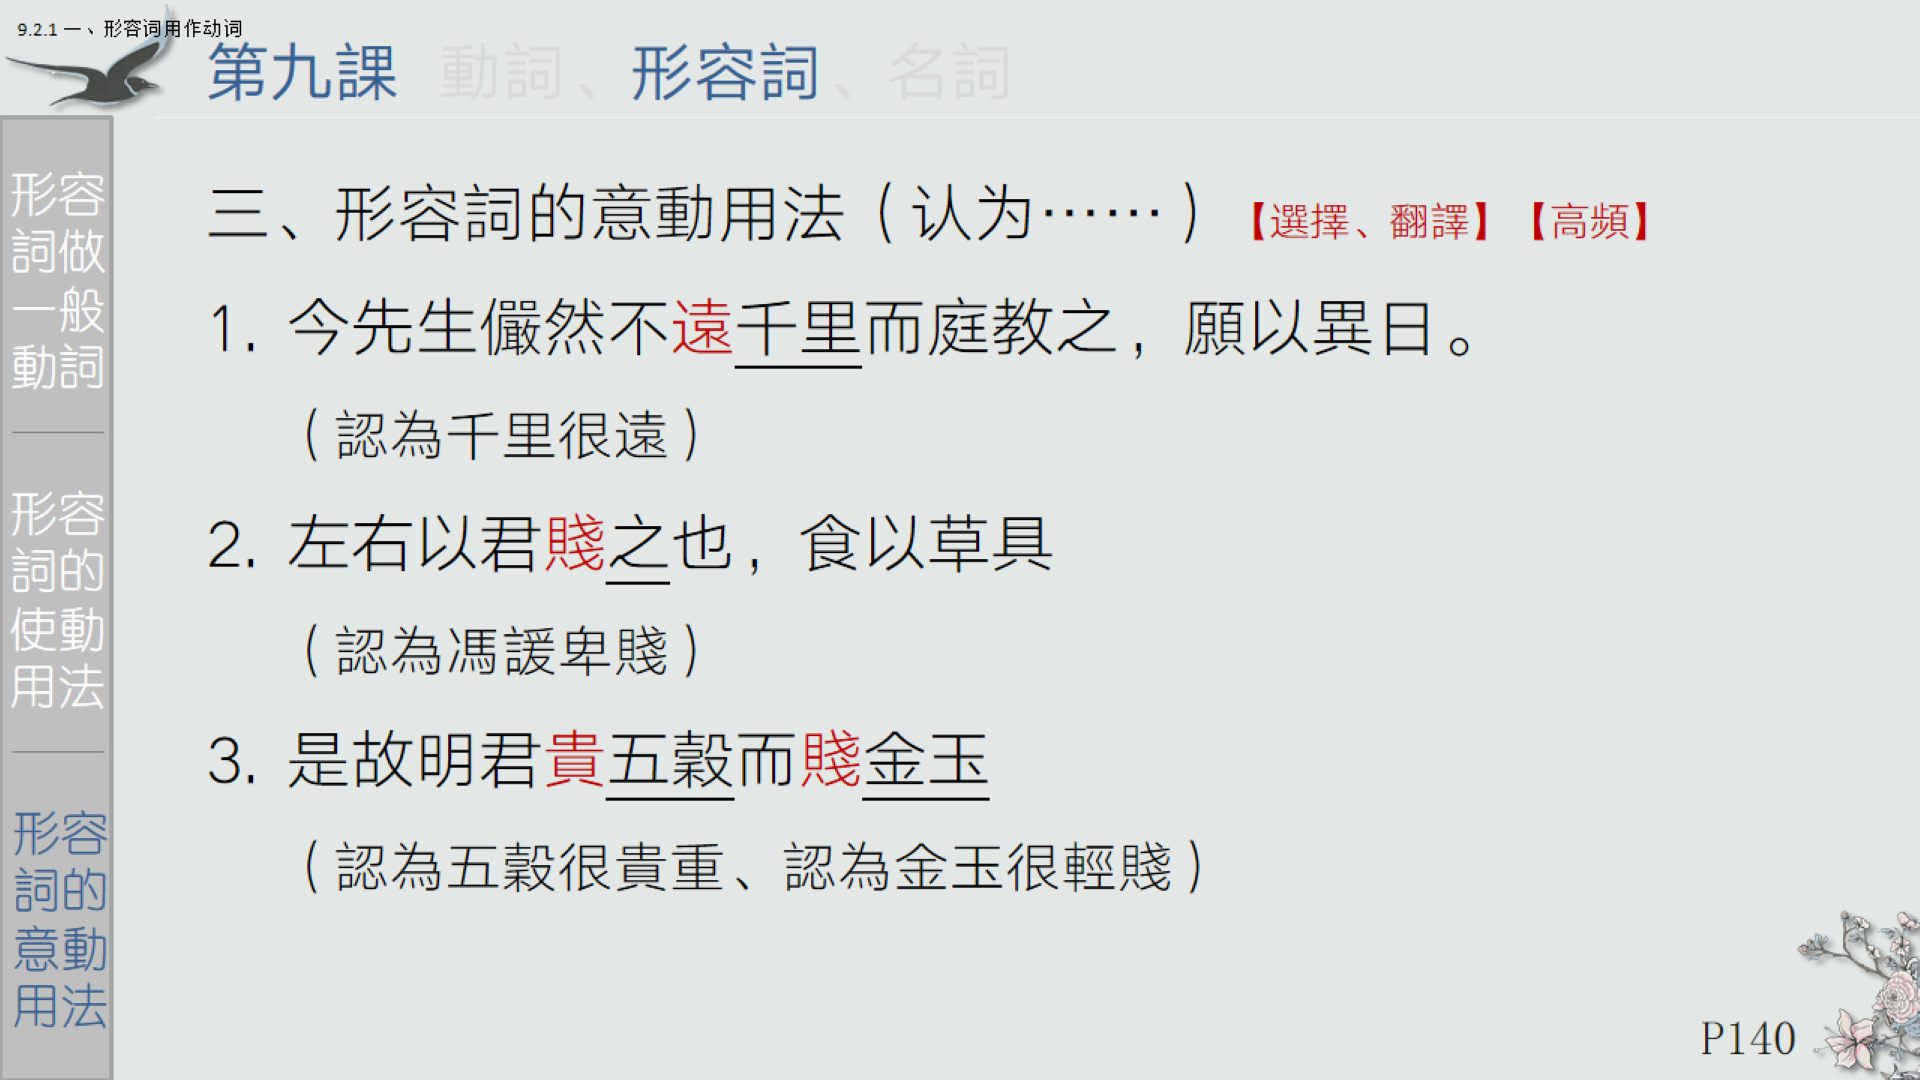 9.2.1 一、形容词用作动词
第九課 動詞、形容詞、名詞
形容
詞做
一般
動詞
形容
詞的
使動
用法
形容
詞的
意動
用法
三、形容詞的意動用法（认为……）【選擇、翻譯】【高頻】
1. 今先生儼然不遠千里而庭教之，願以異日。
（認為千里很遠）
2. 左右以君賤之也，食以草具
（認為馮諼卑賤）
3. 是故明君貴五穀而賤金玉
（認為五穀很貴重、認為金玉很輕賤）
P140